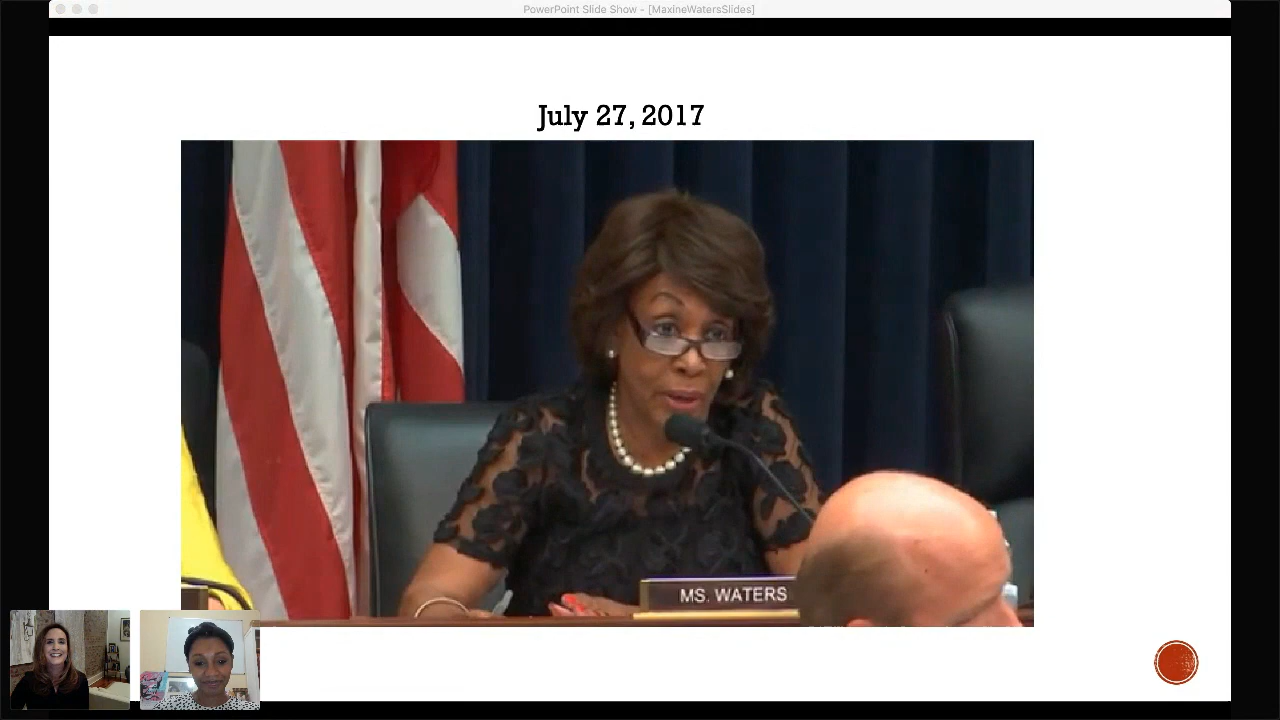 PowerPoint Slide Show - [MaxineWatersSlides]
July 27, 2017
MS. WATERS